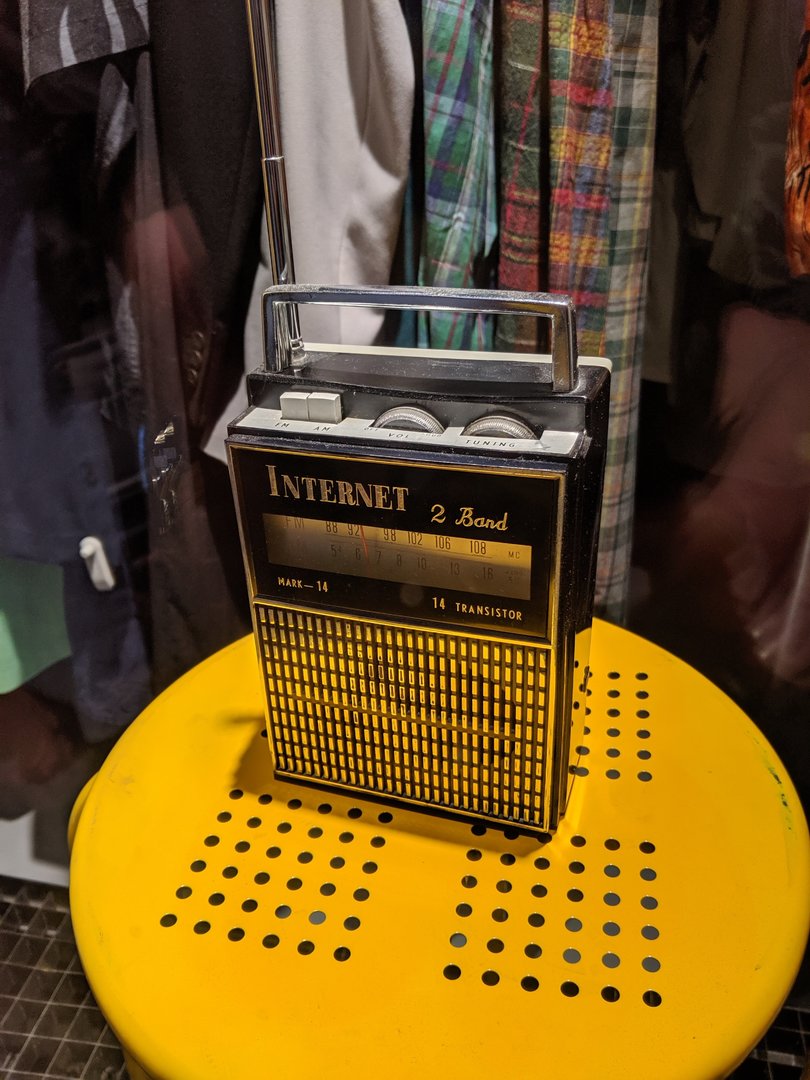 FM AM VOL TUNING
INTERNET
2 Band
FM 88 92 98 102 106 108 MC
6 7 8 10 13 16
MARK-14
14 TRANSISTOR